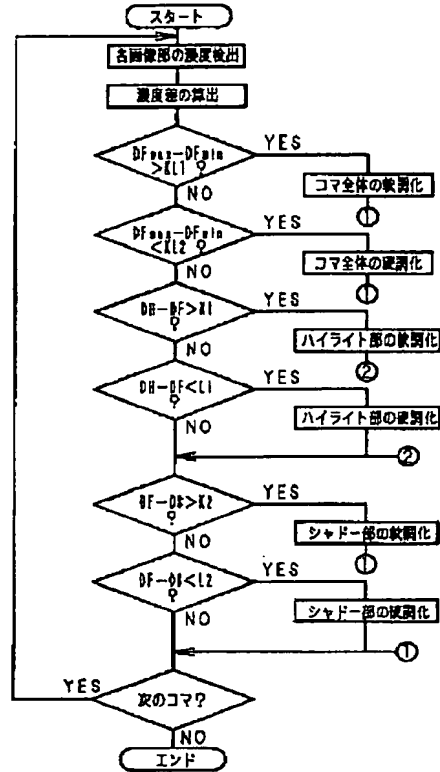 スタート
各画像部の濃度検出
濃度差の算出
DFmax−DFmin
>KL1 ?
YES
NO
コマ全体の軟調化
①
DFmax−DFmin
<KL2 ?
YES
NO
コマ全体の硬調化
①
DH−DF>K1
?
YES
NO
ハイライト部の軟調化
②
DH−DF<L1
?
YES
NO
ハイライト部の硬調化
②
DF−DS>K2
?
YES
NO
シャドー部の軟調化
①
DF−DS<L2
?
YES
NO
シャドー部の硬調化
①
次のコマ?
YES
NO
エンド